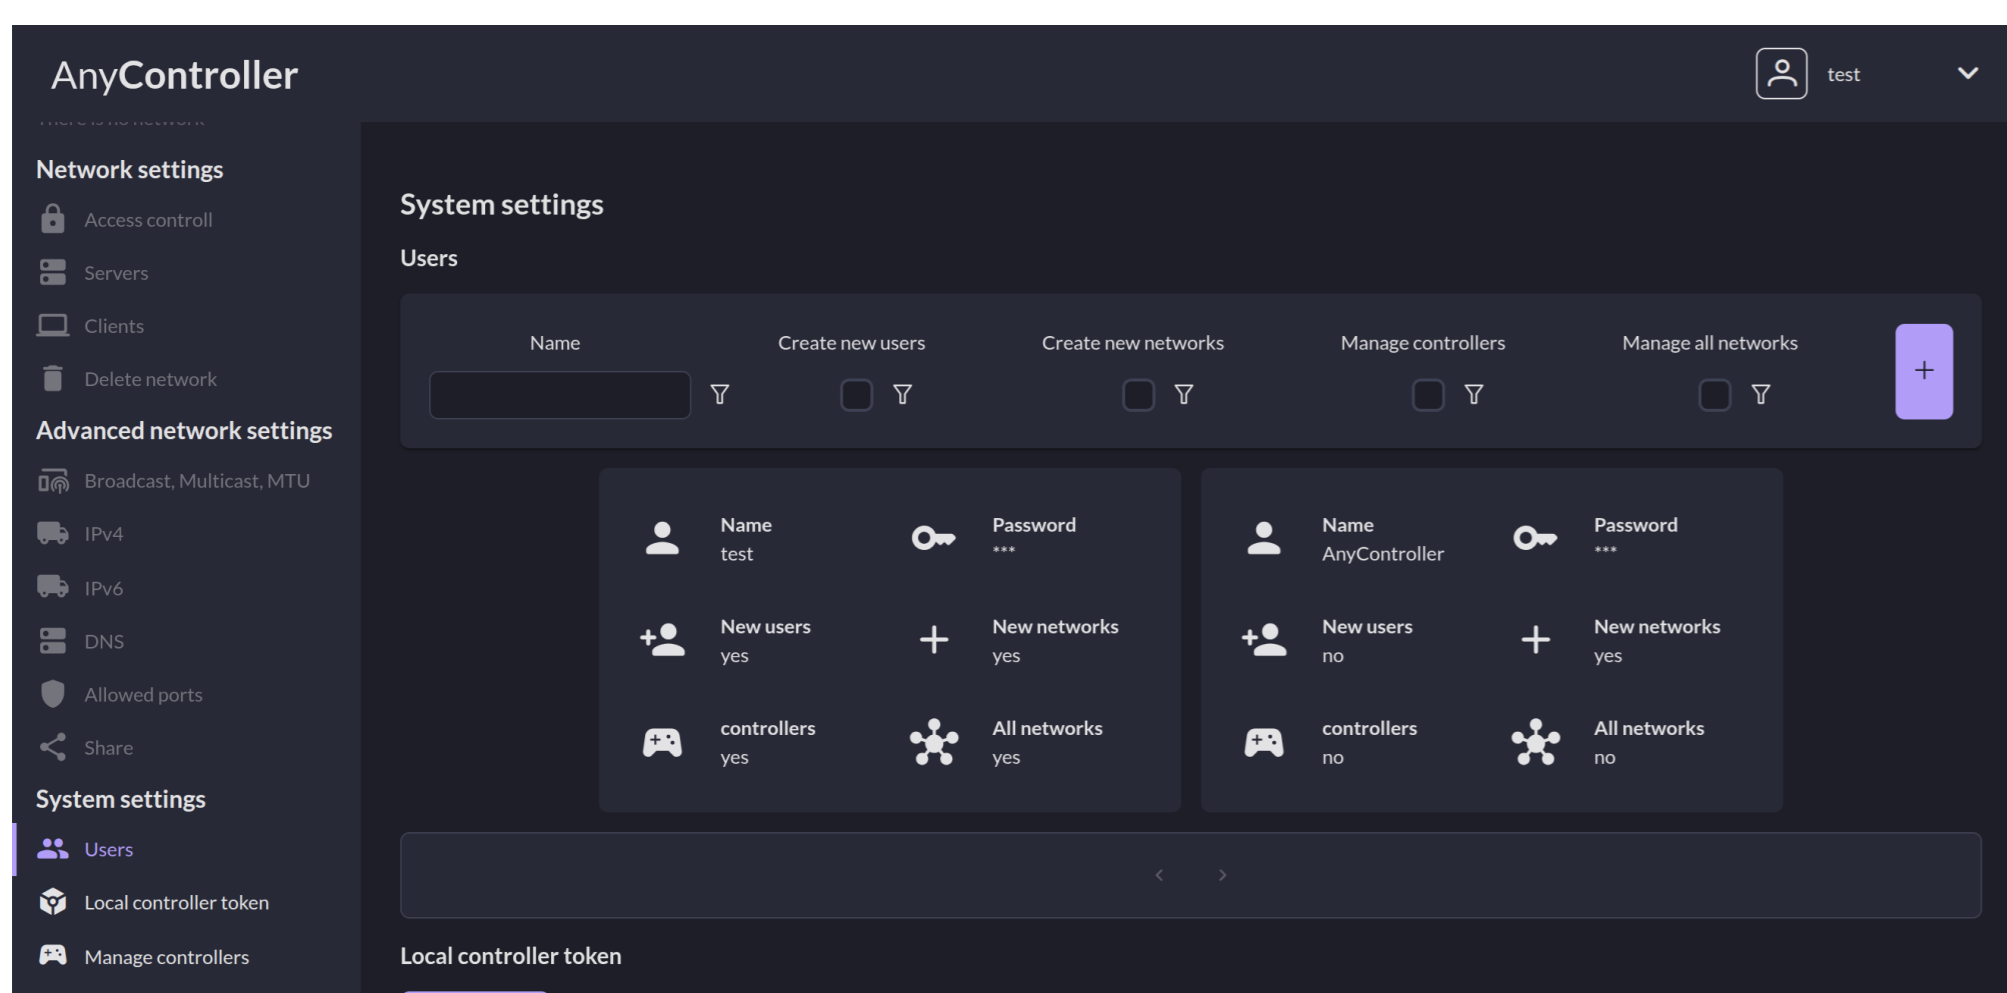 AnyController
test
There is no network
Network settings
Access controll
Servers
Clients
Delete network
Advanced network settings
Broadcast, Multicast, MTU
IPv4
IPv6
DNS
Allowed ports
Share
System settings
Users
Local controller token
Manage controllers
System settings
Users
Name
Create new users
Create new networks
Manage controllers
Manage all networks
+
Name
test
Password
***
New users
yes
New networks
yes
controllers
yes
All networks
yes
Name
AnyController
Password
***
New users
no
New networks
yes
controllers
no
All networks
no
Local controller token